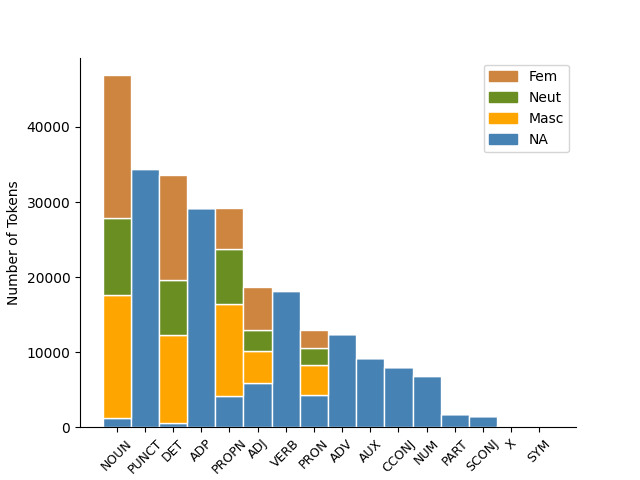 Fem
Neut
Masc
NA
Number of Tokens
40000
30000
20000
10000
0
NOUN
PUNCT
DET
ADP
PROPN
ADJ
VERB
PRON
ADV
AUX
CCONJ
NUM
PART
SCONJ
X
SYM